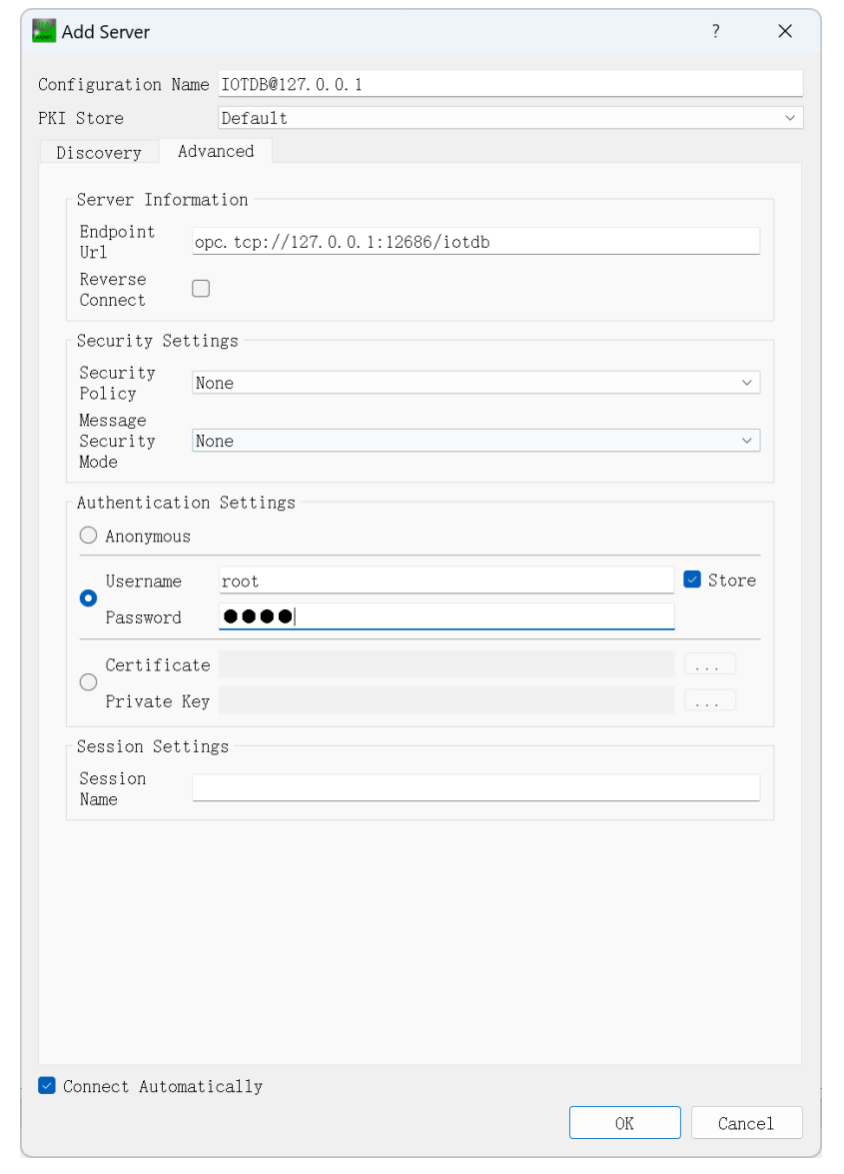 Add Server
?
Configuration Name IOTDB@127.0.0.1
PKI Store Default
Discovery Advanced
Server Information
Endpoint
Url
opc.tcp://127.0.0.1:12686/iotdb
Reverse
Connect
Security Settings
Security
Policy
None
Message
Security
Mode
None
Authentication Settings
Anonymous
Username root Store
Password ●●●●
Certificate ...
Private Key ...
Session Settings
Session
Name
Connect Automatically
OK Cancel